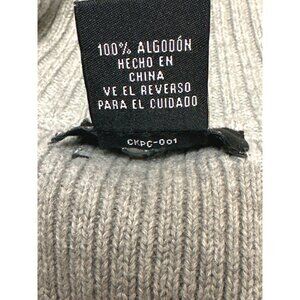 100% ALGODÓN
HECHO EN
CHINA
VE EL REVERSO
PARA EL CUIDADO
CKPC-001